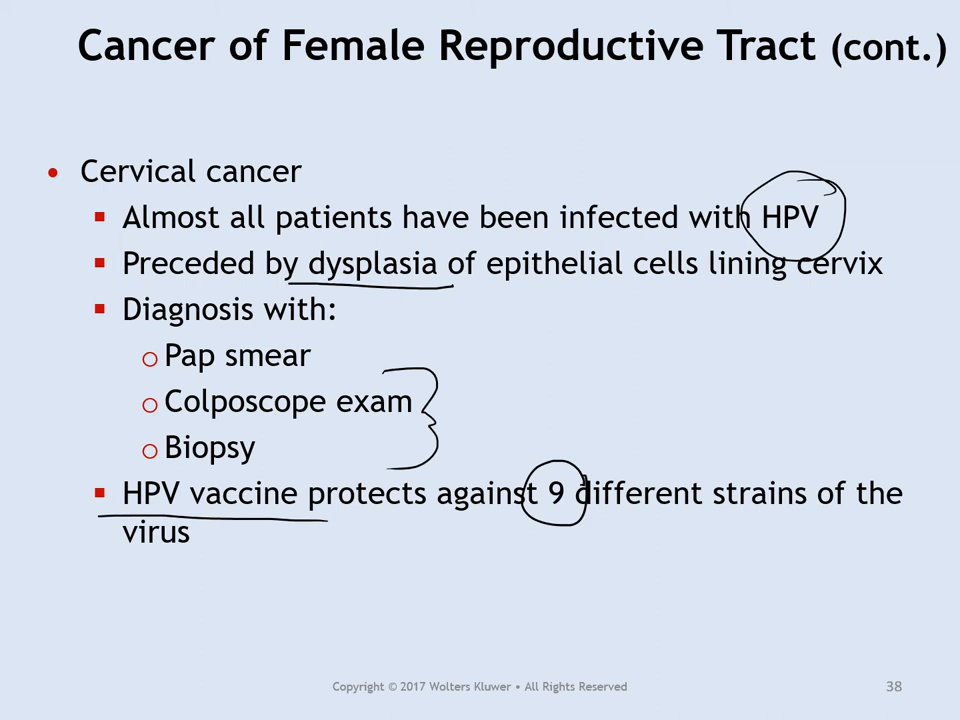 Cancer of Female Reproductive Tract (cont.)
• Cervical cancer
▪ Almost all patients have been infected with HPV
▪ Preceded by dysplasia of epithelial cells lining cervix
▪ Diagnosis with:
o Pap smear
o Colposcope exam
o Biopsy
▪ HPV vaccine protects against 9 different strains of the
virus
Copyright © 2017 Wolters Kluwer • All Rights Reserved
38